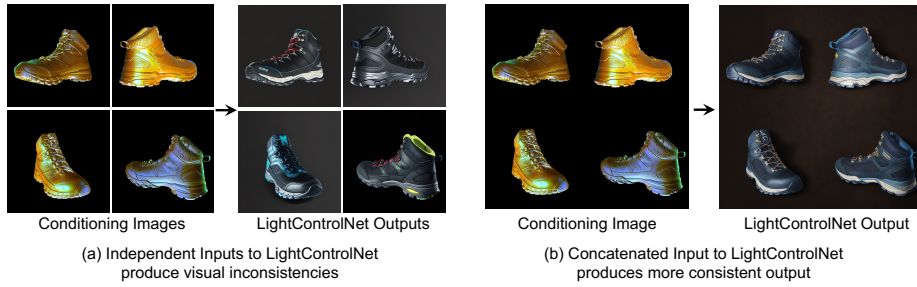 Conditioning Images
LightControlNet Outputs
(a) Independent Inputs to LightControlNet
produce visual inconsistencies
Conditioning Image
LightControlNet Output
(b) Concatenated Input to LightControlNet
produces more consistent output